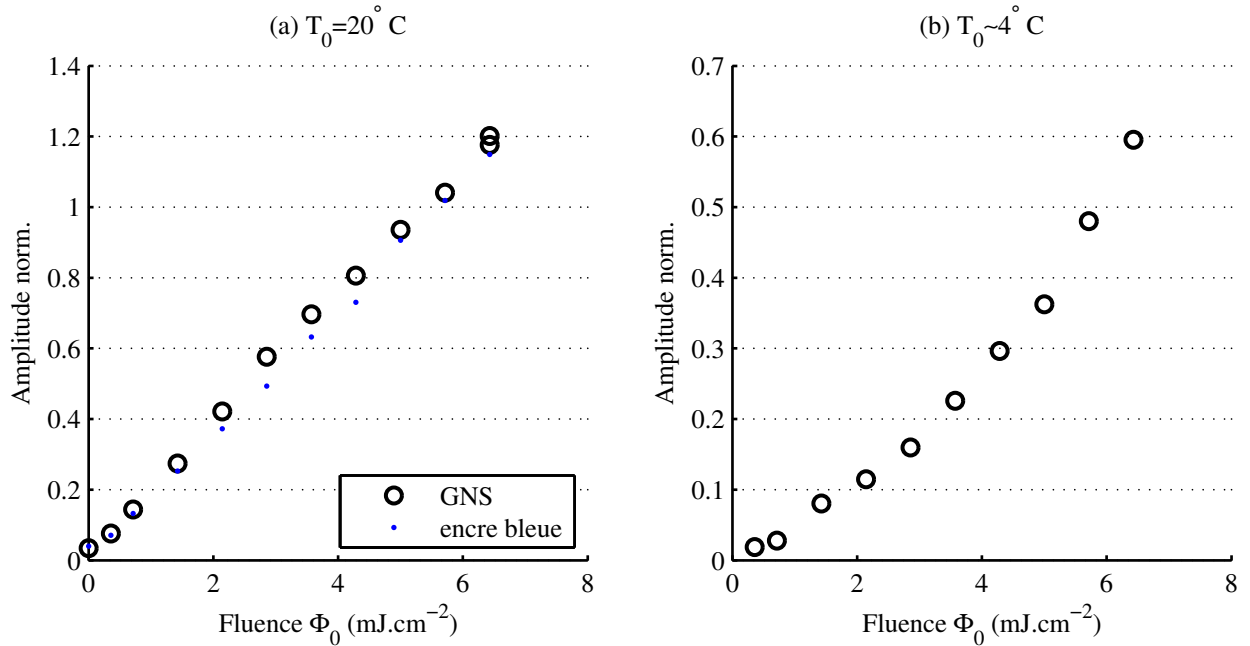 (a) T₀=20° C
1.4
1.2
1
0.8
0.6
0.4
0.2
0
Amplitude norm.
GNS
encre bleue
0 2 4 6 8
Fluence Φ₀ (mJ.cm⁻²)
(b) T₀~4° C
0.7
0.6
0.5
0.4
0.3
0.2
0.1
0
Amplitude norm.
0 2 4 6 8
Fluence Φ₀ (mJ.cm⁻²)